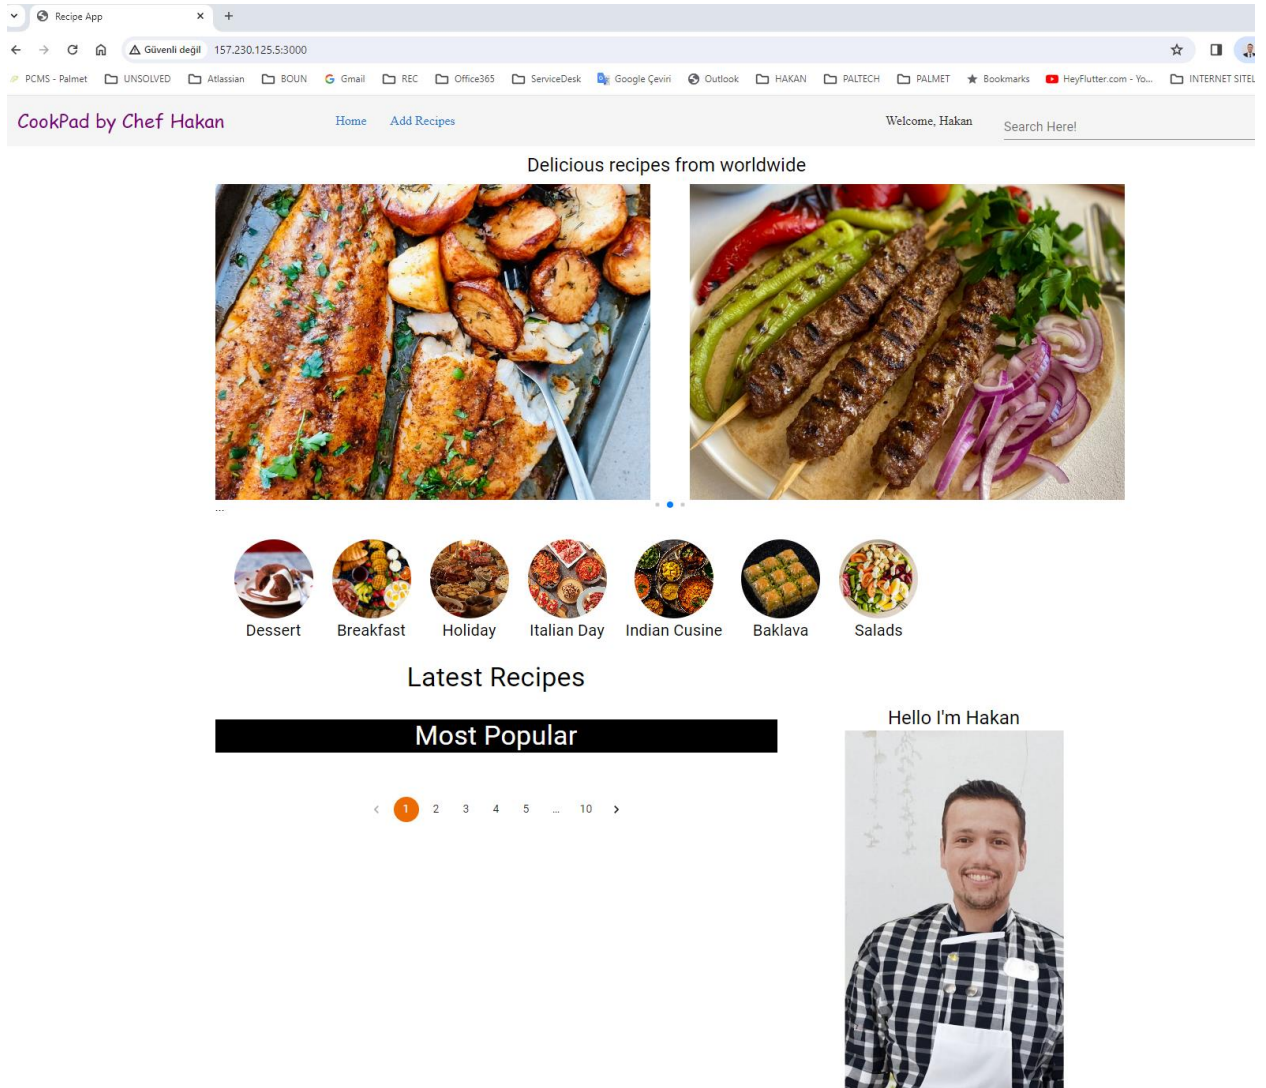 Recipe App
Güvenli değil 157.230.125.5:3000
PCMS - Palmet UNSOLVED Atlassian BOUN Gmail REC Office365 ServiceDesk Google Çeviri Outlook HAKAN PALTECH PALMET Bookmarks HeyFlutter.com - Yo... INTERNET SITEL
CookPad by Chef Hakan Home Add Recipes Welcome, Hakan Search Here!
Delicious recipes from worldwide
...
Dessert Breakfast Holiday Italian Day Indian Cusine Baklava Salads
Latest Recipes
Most Popular
Hello I'm Hakan
1 2 3 4 5 ... 10